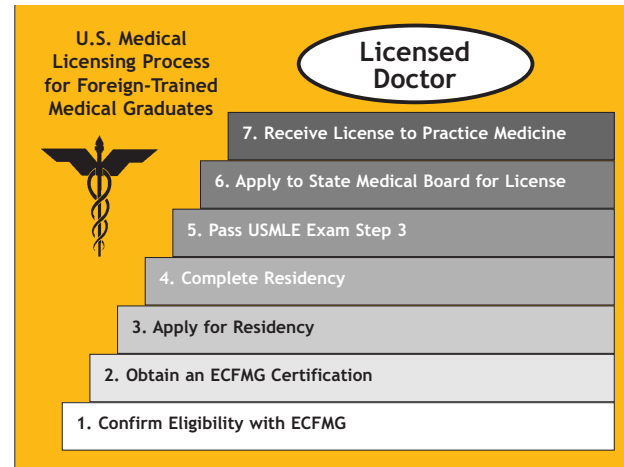 U.S. Medical
Licensing Process
for Foreign-Trained
Medical Graduates
Licensed
Doctor
7. Receive License to Practice Medicine
6. Apply to State Medical Board for License
5. Pass USMLE Exam Step 3
4. Complete Residency
3. Apply for Residency
2. Obtain an ECFMG Certification
1. Confirm Eligibility with ECFMG